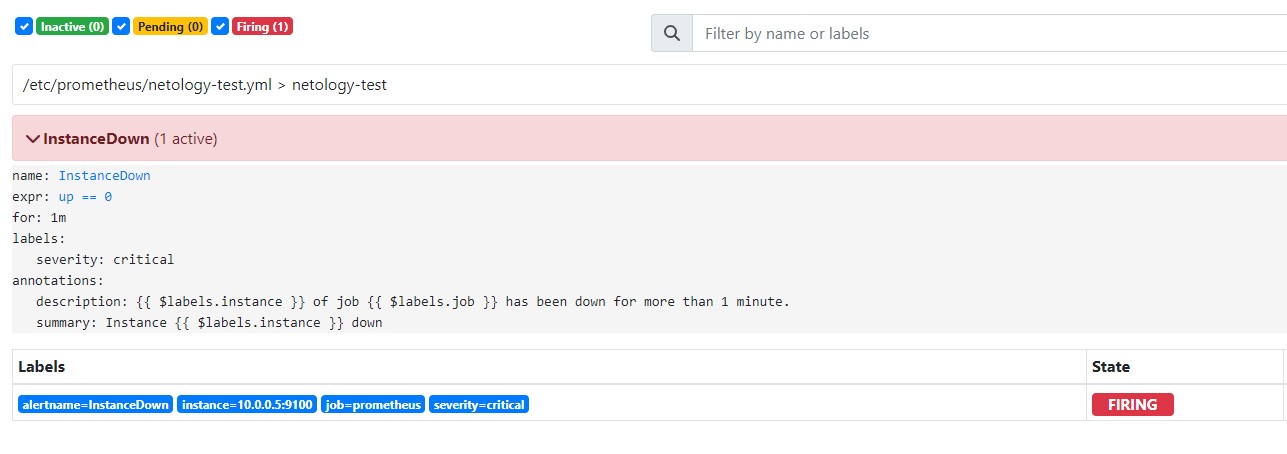 Inactive (0) Pending (0) Firing (1)
Filter by name or labels
/etc/prometheus/netology-test.yml > netology-test
InstanceDown (1 active)
name: InstanceDown
expr: up == 0
for: 1m
labels:
severity: critical
annotations:
description: {{ $labels.instance }} of job {{ $labels.job }} has been down for more than 1 minute.
summary: Instance {{ $labels.instance }} down
Labels State
alertname=InstanceDown instance=10.0.0.5:9100 job=prometheus severity=critical FIRING